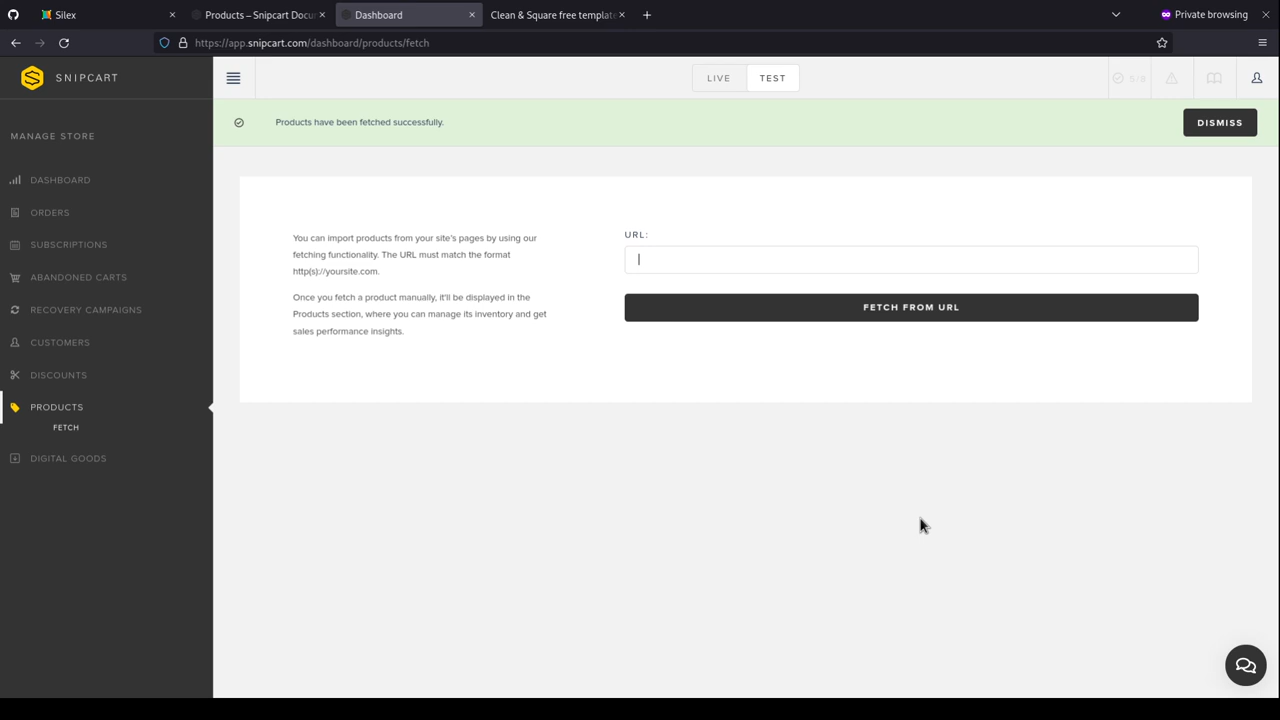 Silex
Products – Snipcart Docu
Dashboard
Clean & Square free template
Private browsing
https://app.snipcart.com/dashboard/products/fetch
SNIPCART
LIVE
TEST
5/8
MANAGE STORE
Products have been fetched successfully.
DISMISS
DASHBOARD
ORDERS
SUBSCRIPTIONS
ABANDONED CARTS
RECOVERY CAMPAIGNS
CUSTOMERS
DISCOUNTS
PRODUCTS
FETCH
DIGITAL GOODS
You can import products from your site's pages by using our
fetching functionality. The URL must match the format
http(s)://yoursite.com.
Once you fetch a product manually, it'll be displayed in the
Products section, where you can manage its inventory and get
sales performance insights.
URL:
FETCH FROM URL